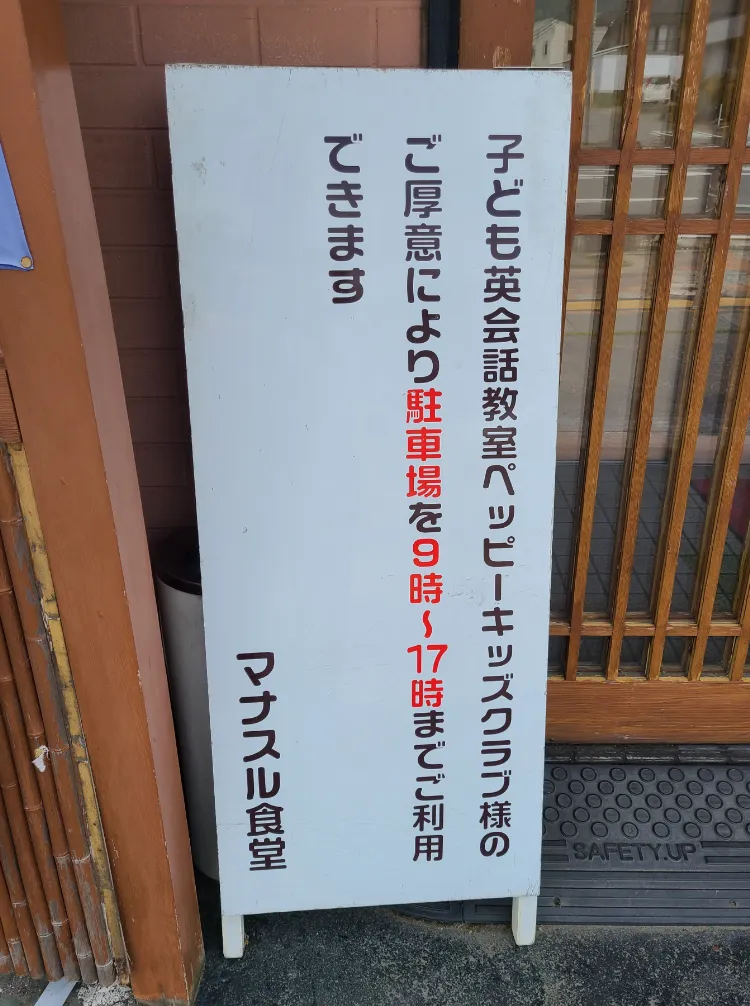 子ども英会話教室ペッピーキッズクラブ様の
ご厚意により駐車場を9時~17時までご利用
できます
マナスル食堂
SAFETY.UP